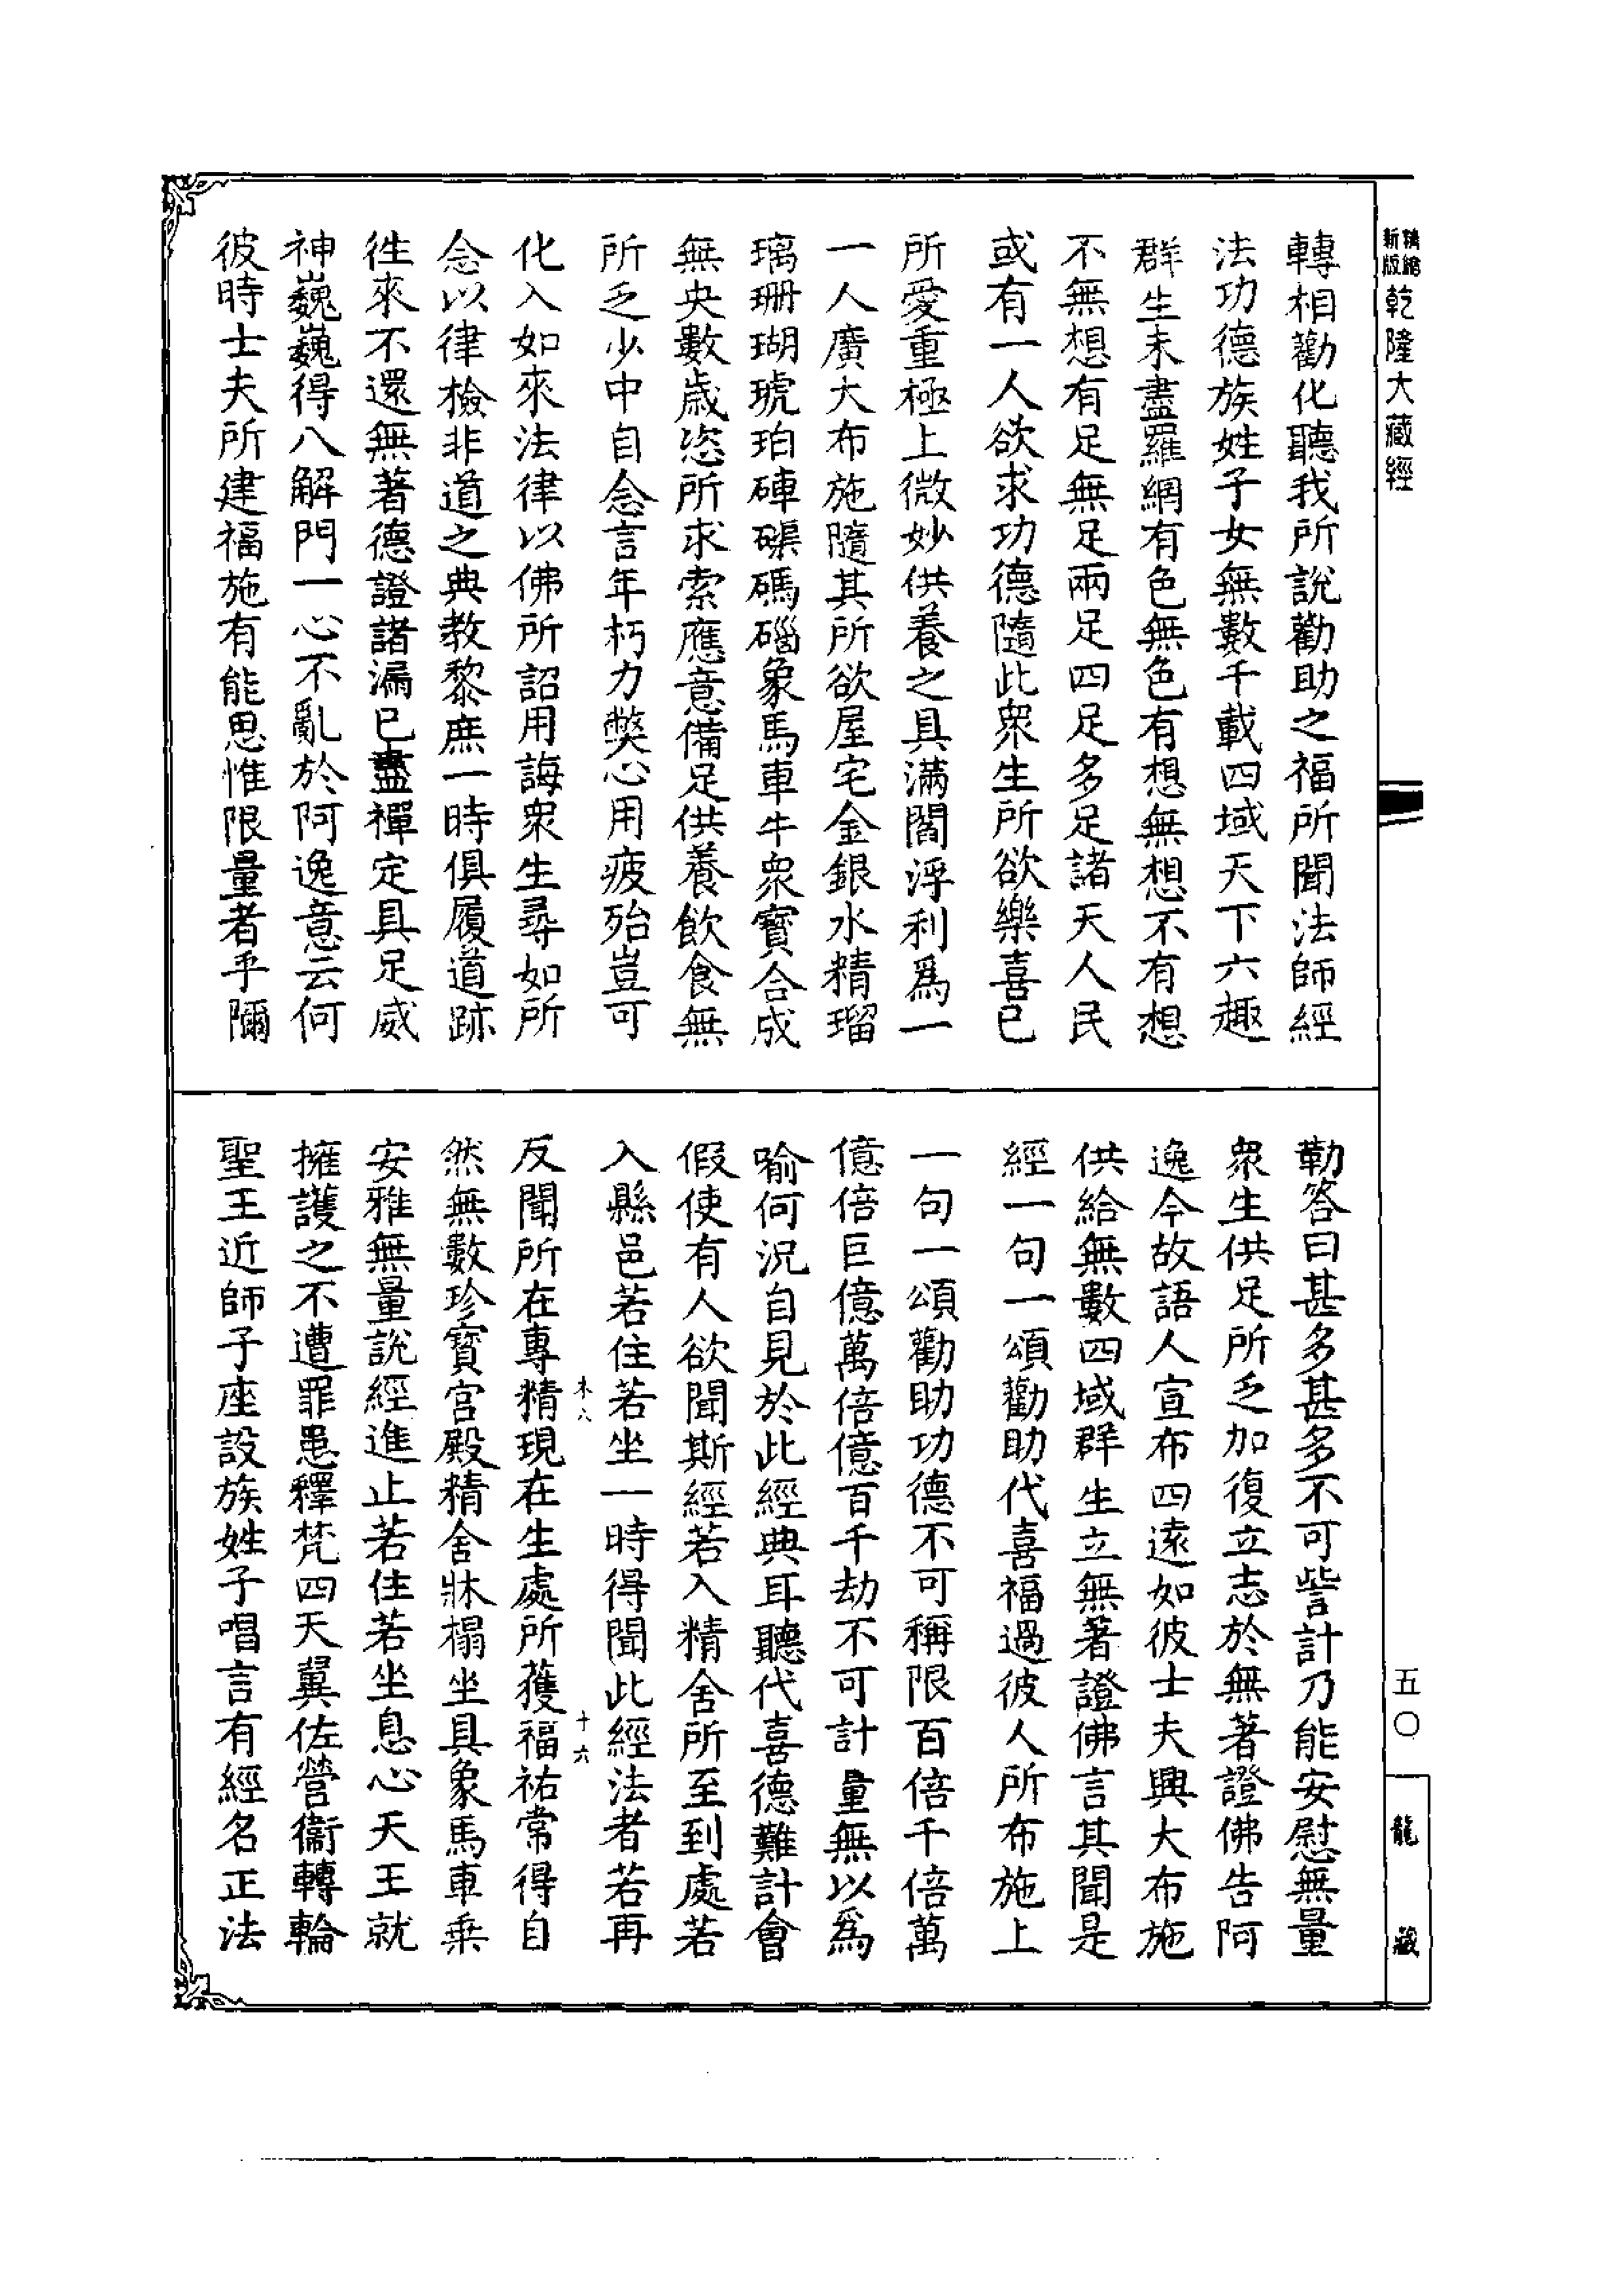 新版精縮乾隆大藏經
轉相勸化聽我所說勸助之福所聞法師經
法功德族姓子女無數千載四域天下六趣
群生未盡羅網有色無色有想無想不有想
不無想有足無足兩足四足多足諸天人民
或有一人欲求功德隨此衆生所欲樂喜已
所愛重極上微妙供養之具滿閻浮利爲一
一人廣大布施隨其所欲屋宅金銀水精瑠
璃珊瑚琥珀硨磲碼碯象馬車牛衆寶合成
無央數歲恣所求索應意備足供養飲食無
所乏少中自念言年朽力獘心用疲殆豈可
化入如來法律以佛所詔用誨衆生尋如所
念以律檢非道之典教黎庶一時俱履道跡
徃來不還無著德證諸漏已盡禪定具足威
神巍巍得八解門一心不亂於阿逸意云何
彼時士夫所建福施有能思惟限量者乎彌
勒答曰甚多甚多不可訾計乃能安慰無量
衆生供足所乏加復立志於無著證佛告阿
逸今故語人宣布四遠如彼士夫興大布施
供給無數四域群生立無著證佛言其聞是
經一句一頌勸助代喜福過彼人所布施上
一句一頌勸助功德不可稱限百倍千倍萬
億倍巨億萬倍億百千劫不可計量無以爲
喻何況自見於此經典耳聽代喜德難計會
假使有人欲聞斯經若入精舍所至到處若
入縣邑若住若坐一時得聞此經法者若再
反聞所在專精現在生處所獲福祐常得自
然無數珍寶宮殿精舍牀榻坐具象馬車乘
安雅無量說經進止若住若坐息心天王就
擁護之不遭罪患釋梵四天翼佐營衞轉輪
聖王近師子座設族姓子唱言有經名正法
十六
五〇
龍藏